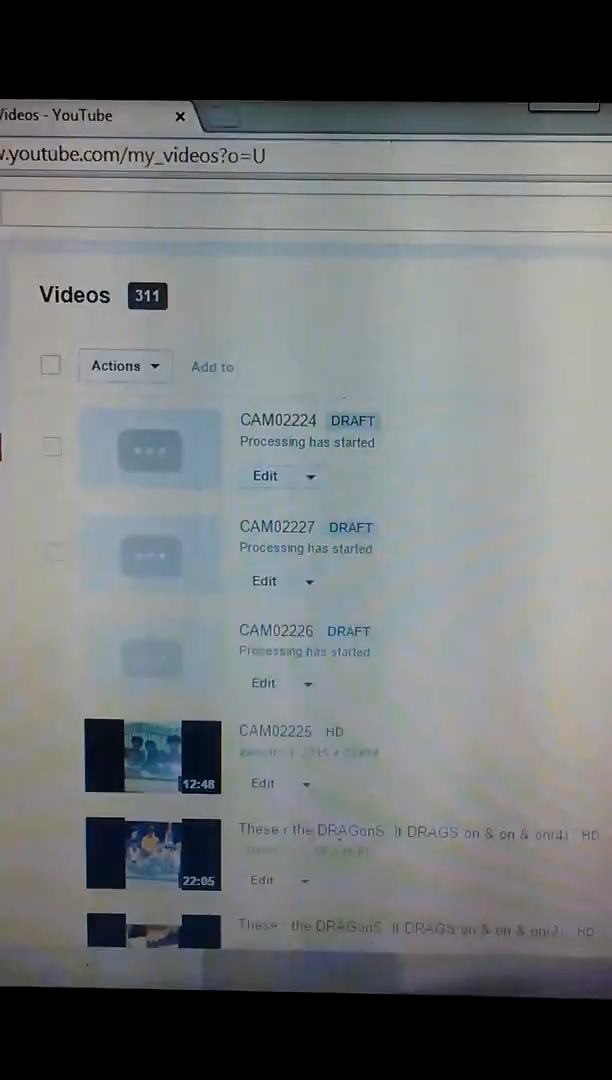 Videos - YouTube
w.youtube.com/my_videos?o=U
Videos 311
Actions Add to
CAM02224 DRAFT
Processing has started
Edit
CAM02227 DRAFT
Processing has started
Edit
CAM02226 DRAFT
Processing has started
Edit
CAM02225 HD
12:48
Edit
These r the DRAGonS. It DRAGS on & on & on(4) HD
22:05
Edit
These r the DRAGonS. It DRAGS on & on & on HD